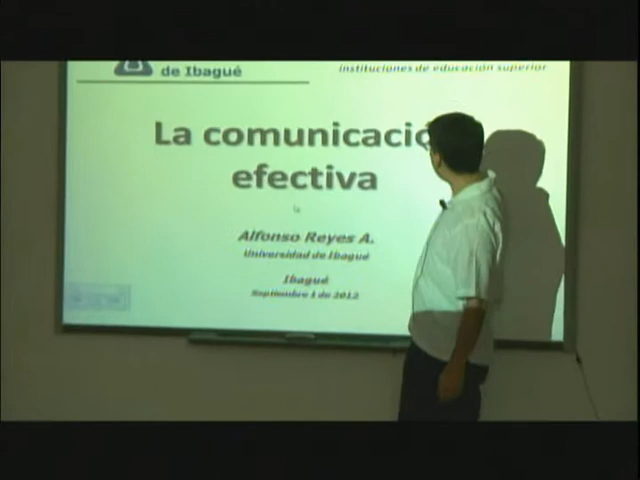 de Ibagué
instituciones de educación superior
La comunicació
efectiva
Alfonso Reyes A.
Universidad de Ibagué
Ibagué
Septiembre 1 de 2012